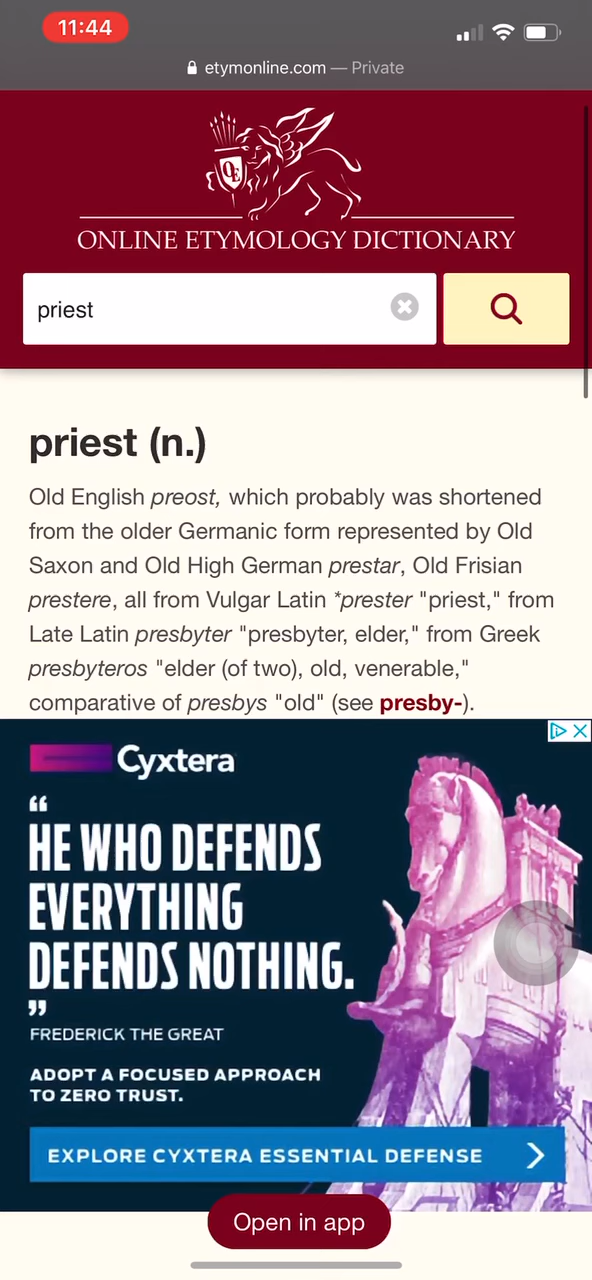 11:44
etymonline.com — Private
OE
ONLINE ETYMOLOGY DICTIONARY
priest
priest (n.)
Old English preost, which probably was shortened
from the older Germanic form represented by Old
Saxon and Old High German prestar, Old Frisian
prestere, all from Vulgar Latin *prester "priest," from
Late Latin presbyter "presbyter, elder," from Greek
presbyteros "elder (of two), old, venerable,"
comparative of presbys "old" (see presby-).
Cyxtera
“
HE WHO DEFENDS
EVERYTHING
DEFENDS NOTHING.
”
FREDERICK THE GREAT
ADOPT A FOCUSED APPROACH
TO ZERO TRUST.
EXPLORE CYXTERA ESSENTIAL DEFENSE
Open in app